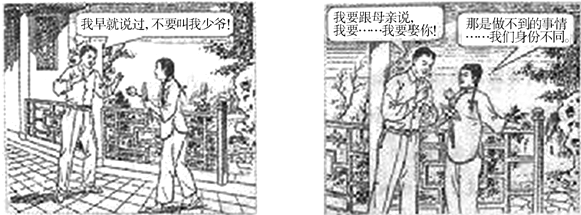 我早就说过,不要叫我少爷!
我要跟母亲说,
我要……我要娶你!
那是做不到的事情
……我们身份不同。